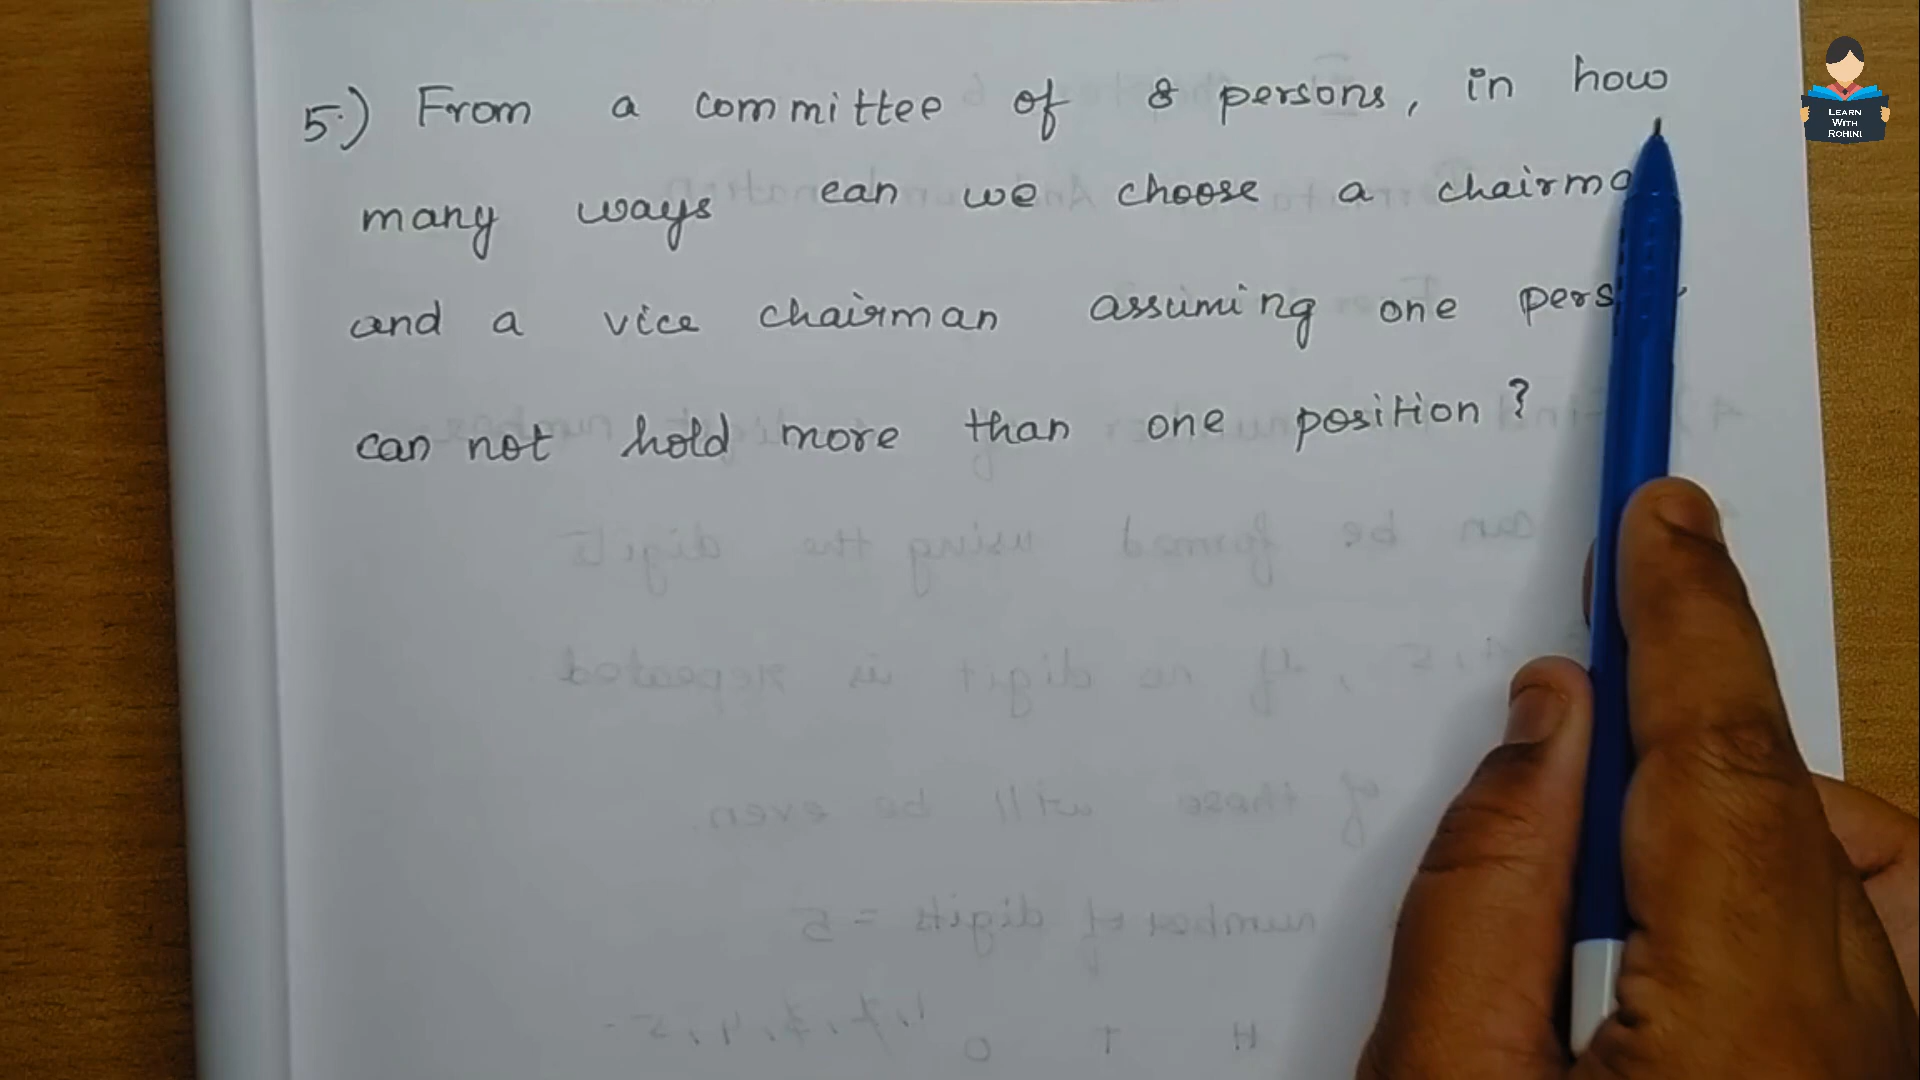 5.) From a committee of 8 persons, in how
many ways can we choose a chairma
and a vice chairman assuming one pers
can not hold more than one position?
LEARN
WITH
ROHINI